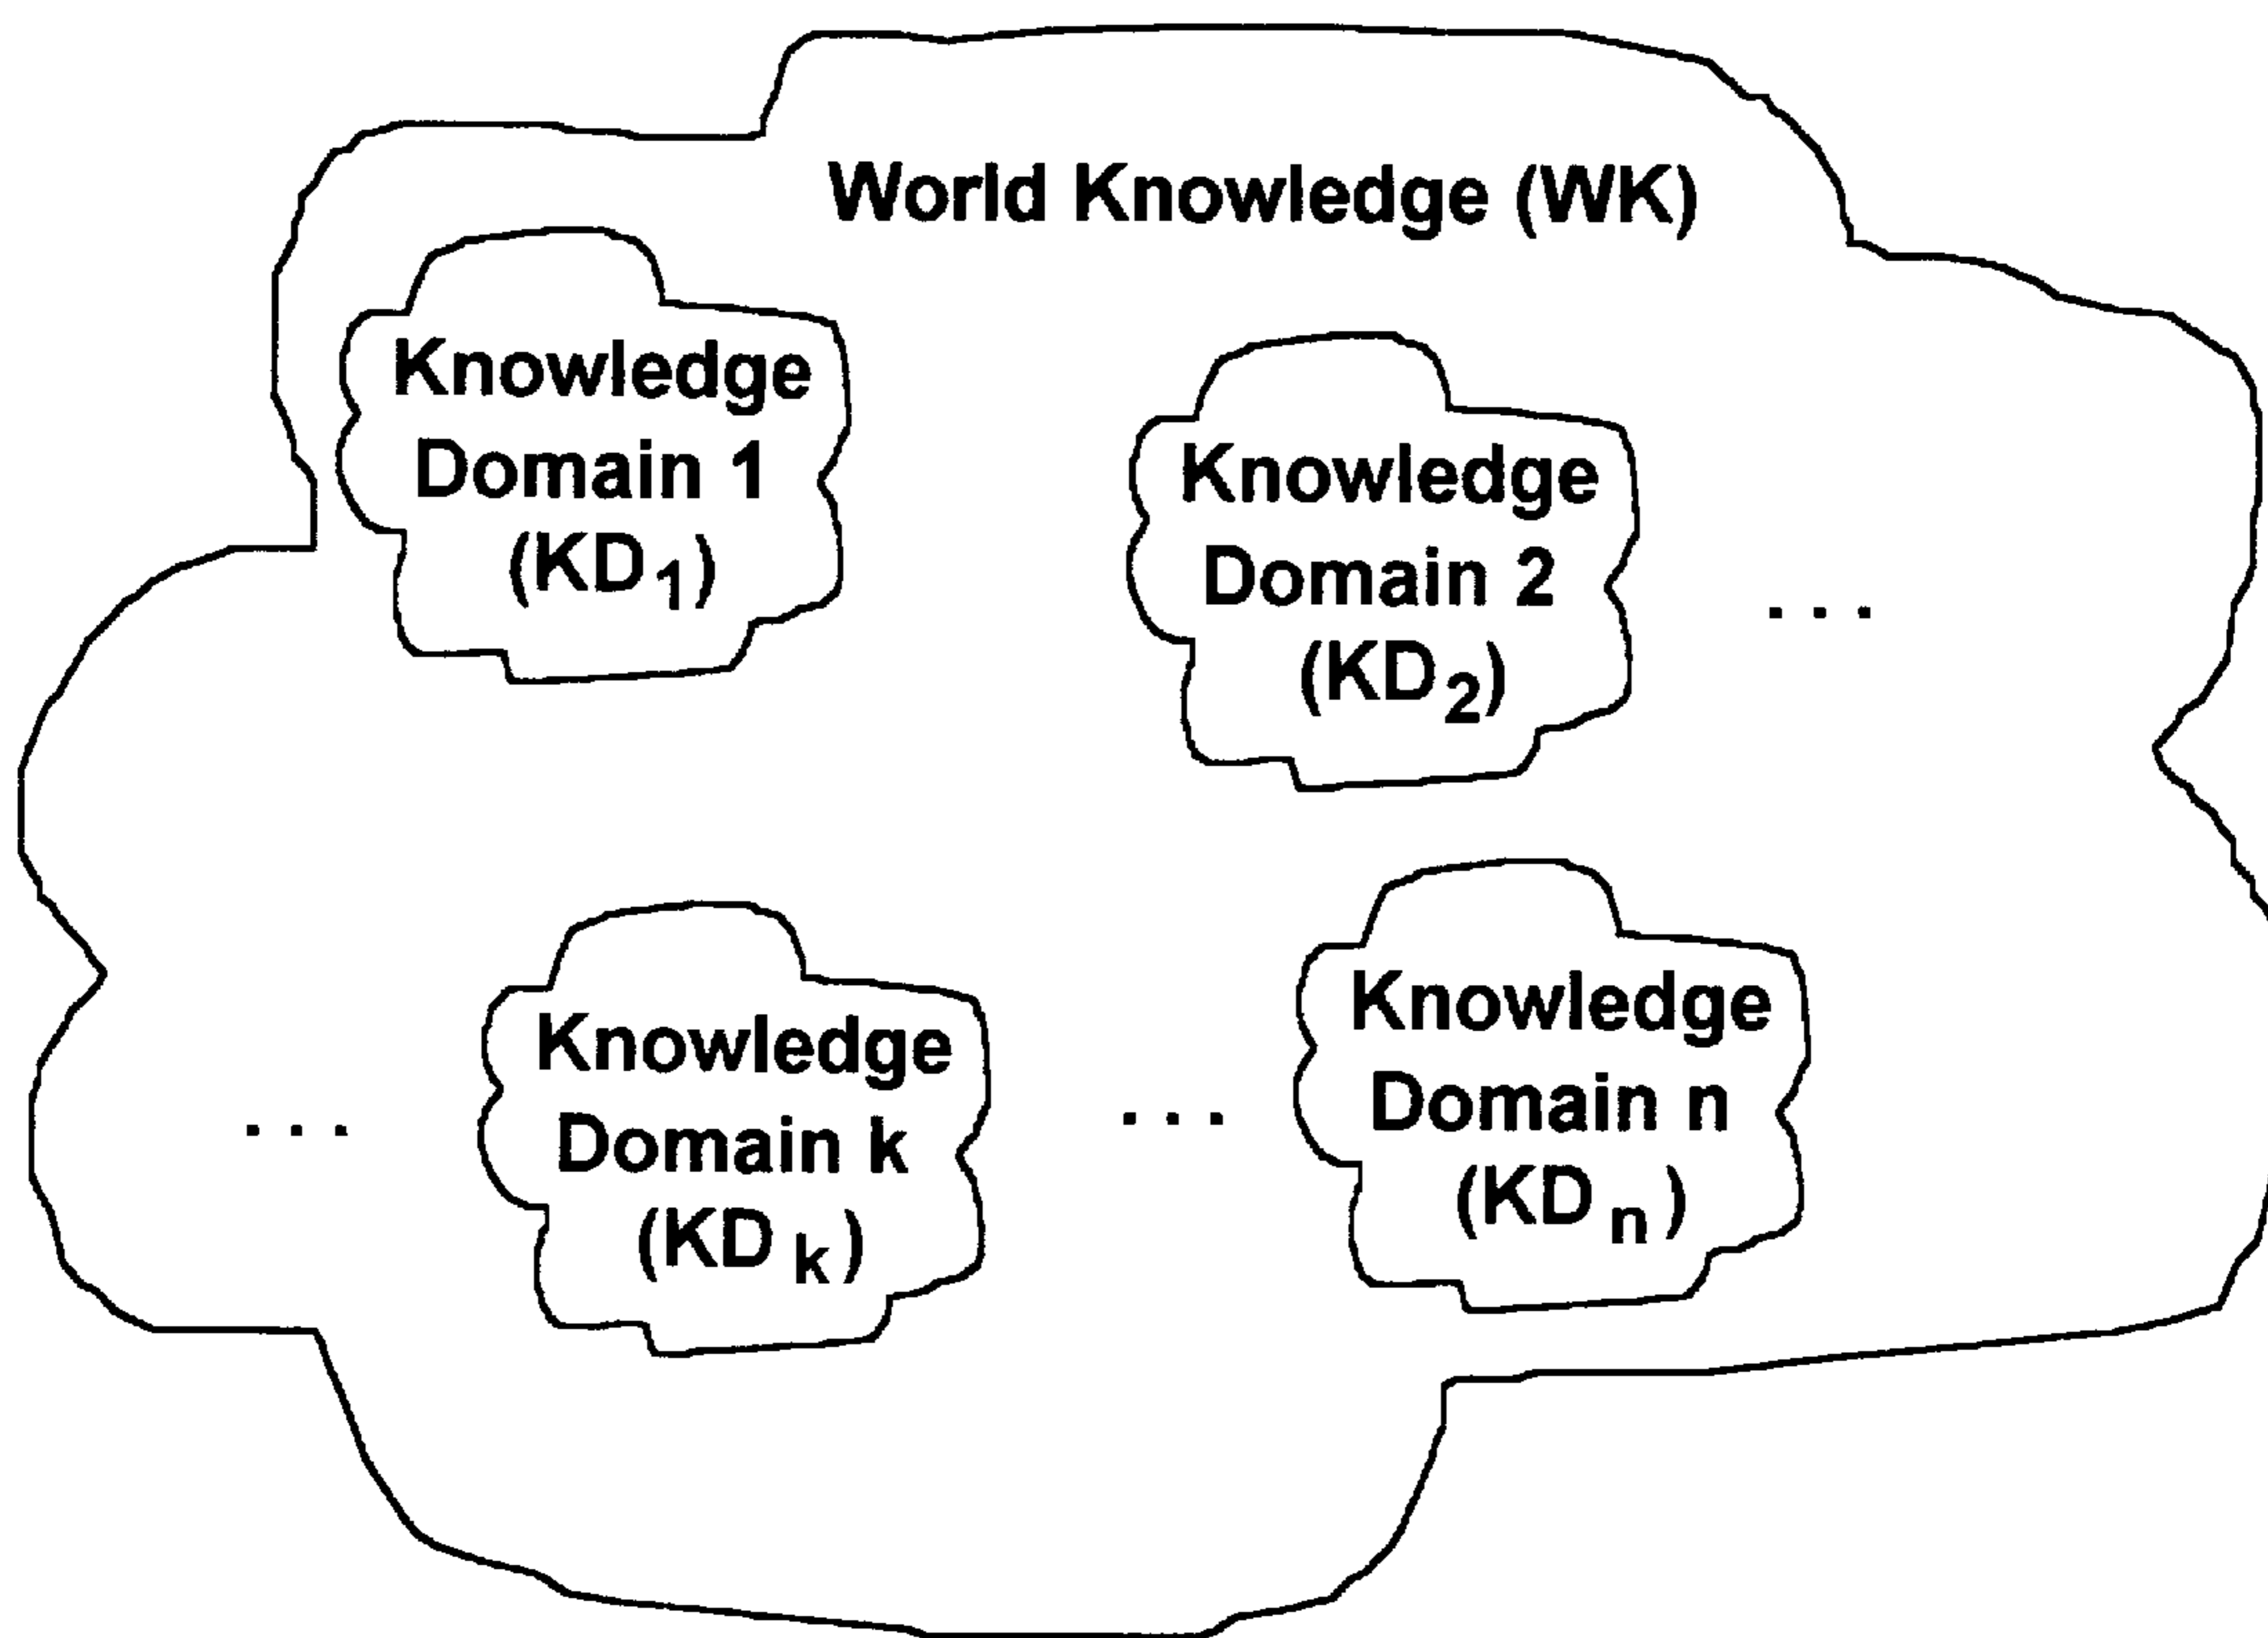 World Knowledge (WK)
Knowledge
Domain 1
(KD₁)
Knowledge
Domain 2
(KD₂)
...
...
Knowledge
Domain k
(KDₖ)
...
Knowledge
Domain n
(KDₙ)